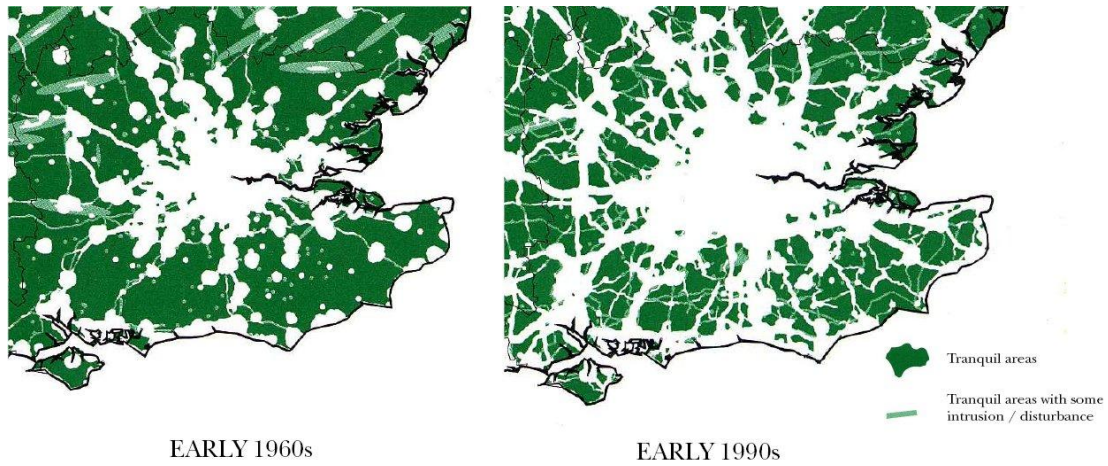 Tranquil areas
Tranquil areas with some
intrusion / disturbance
EARLY 1960s
EARLY 1990s